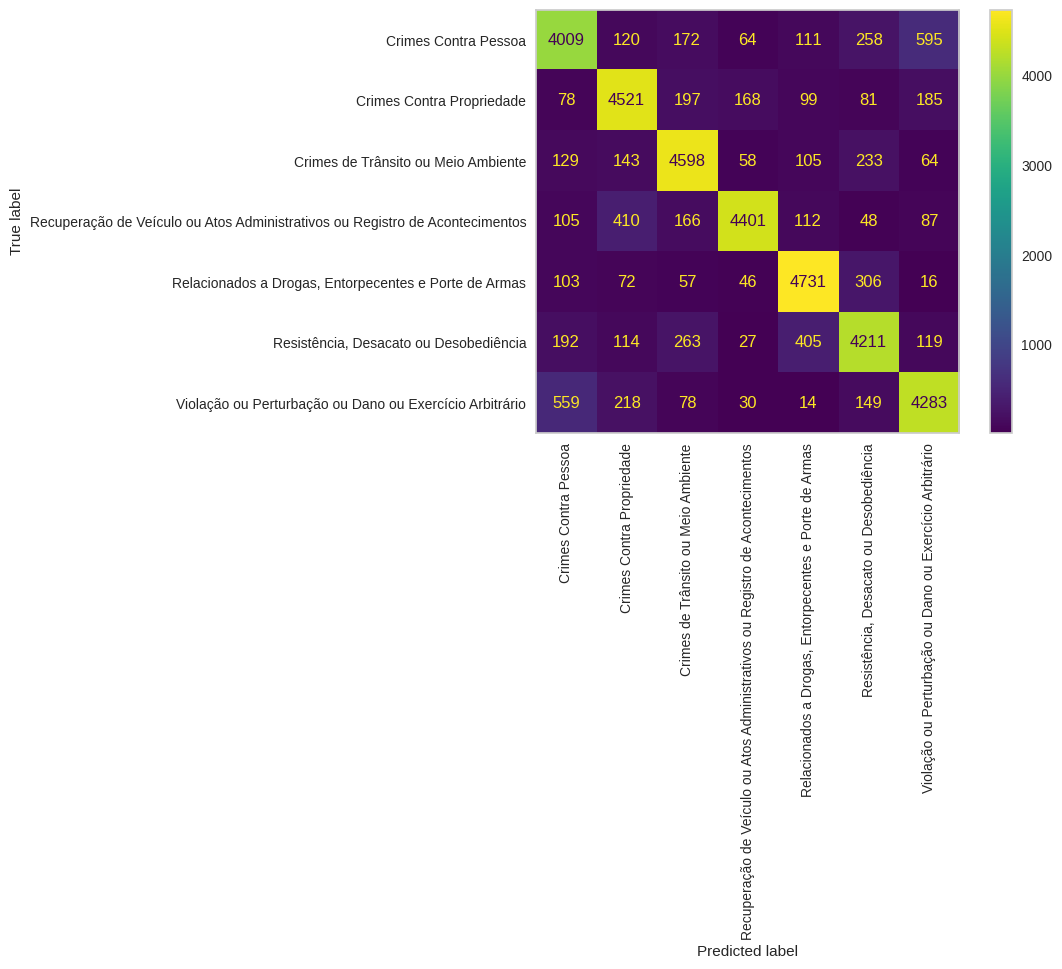 Crimes Contra Pessoa 4009 120 172 64 111 258 595
Crimes Contra Propriedade 78 4521 197 168 99 81 185
Crimes de Trânsito ou Meio Ambiente 129 143 4598 58 105 233 64
Recuperação de Veículo ou Atos Administrativos ou Registro de Acontecimentos 105 410 166 4401 112 48 87
Relacionados a Drogas, Entorpecentes e Porte de Armas 103 72 57 46 4731 306 16
Resistência, Desacato ou Desobediência 192 114 263 27 405 4211 119
Violação ou Perturbação ou Dano ou Exercício Arbitrário 559 218 78 30 14 149 4283
True label
Crimes Contra Pessoa
Crimes Contra Propriedade
Crimes de Trânsito ou Meio Ambiente
Recuperação de Veículo ou Atos Administrativos ou Registro de Acontecimentos
Relacionados a Drogas, Entorpecentes e Porte de Armas
Resistência, Desacato ou Desobediência
Violação ou Perturbação ou Dano ou Exercício Arbitrário
Predicted label
4000
3000
2000
1000